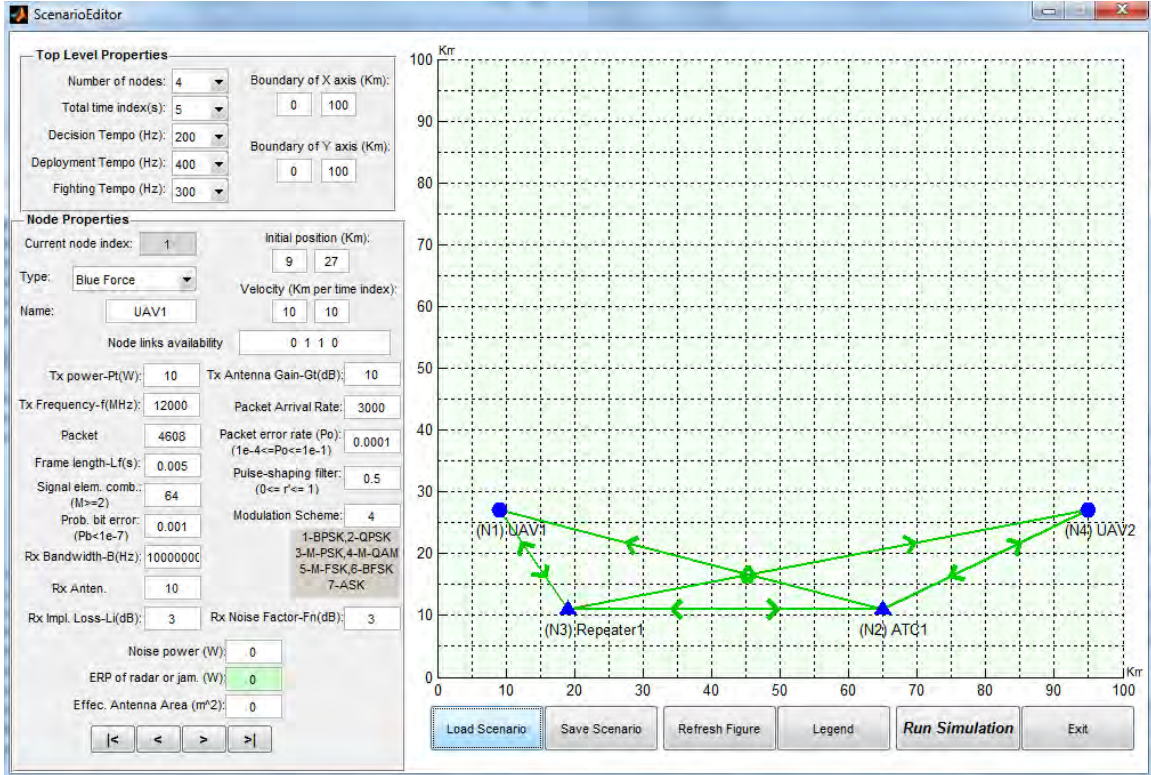 ScenarioEditor
Top Level Properties
Number of nodes: 4
Total time index(s): 5
Decision Tempo (Hz): 200
Deployment Tempo (Hz): 400
Fighting Tempo (Hz): 300
Boundary of X axis (Km):
0 100
Boundary of Y axis (Km):
0 100
Node Properties
Current node index: 1
Type: Blue Force
Name: UAV1
Initial position (Km):
9 27
Velocity (Km per time index):
10 10
Node links availability 0 1 1 0
Tx power-Pt(W): 10
Tx Antenna Gain-Gt(dB): 10
Tx Frequency-f(MHz): 12000
Packet Arrival Rate: 3000
Packet 4608
Packet error rate (Po):
(1e-4<=Po<=1e-1) 0.0001
Frame length-Lf(s): 0.005
Pulse-shaping filter:
(0<= r'<= 1) 0.5
Signal elem. comb.:
(M>=2) 64
Modulation Scheme: 4
Prob. bit error:
(Pb<1e-7) 0.001
1-BPSK,2-QPSK
3-M-PSK,4-M-QAM
5-M-FSK,6-BFSK
7-ASK
Rx Bandwidth-B(Hz): 1000000
Rx Anten. 10
Rx Impl. Loss-Li(dB): 3
Rx Noise Factor-Fn(dB): 3
Noise power (W): 0
ERP of radar or jam. (W): 0
Effec. Antenna Area (m^2): 0
|< < > >|
Km
100
90
80
70
60
50
40
30
20
10
0
0 10 20 30 40 50 60 70 80 90 100
Km
(N1) UAV1
(N4) UAV2
(N3) Repeater1
(N2) ATC1
Load Scenario
Save Scenario
Refresh Figure
Legend
Run Simulation
Exit